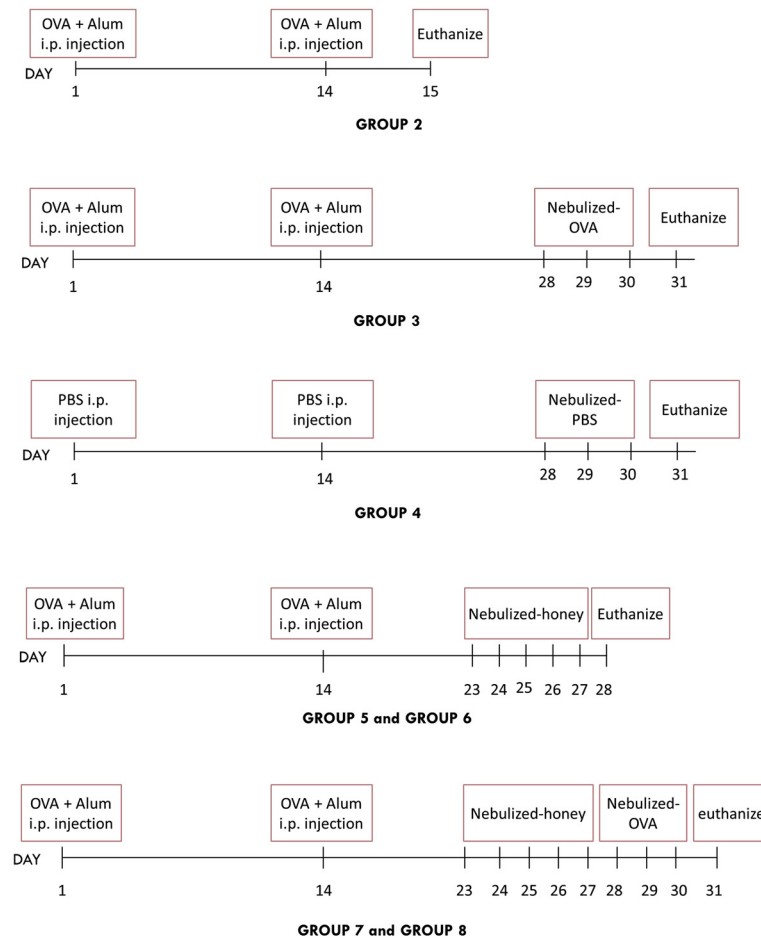 OVA + Alum
i.p. injection
OVA + Alum
i.p. injection
Euthanize
DAY
1
14
15
GROUP 2
OVA + Alum
i.p. injection
OVA + Alum
i.p. injection
Nebulized-
OVA
Euthanize
DAY
1
14
28
29
30
31
GROUP 3
PBS i.p.
injection
PBS i.p.
injection
Nebulized-
PBS
Euthanize
DAY
1
14
28
29
30
31
GROUP 4
OVA + Alum
i.p. injection
OVA + Alum
i.p. injection
Nebulized-honey
Euthanize
DAY
1
14
23
24
25
26
27
28
GROUP 5 and GROUP 6
OVA + Alum
i.p. injection
OVA + Alum
i.p. injection
Nebulized-honey
Nebulized-
OVA
euthanize
DAY
1
14
23
24
25
26
27
28
29
30
31
GROUP 7 and GROUP 8